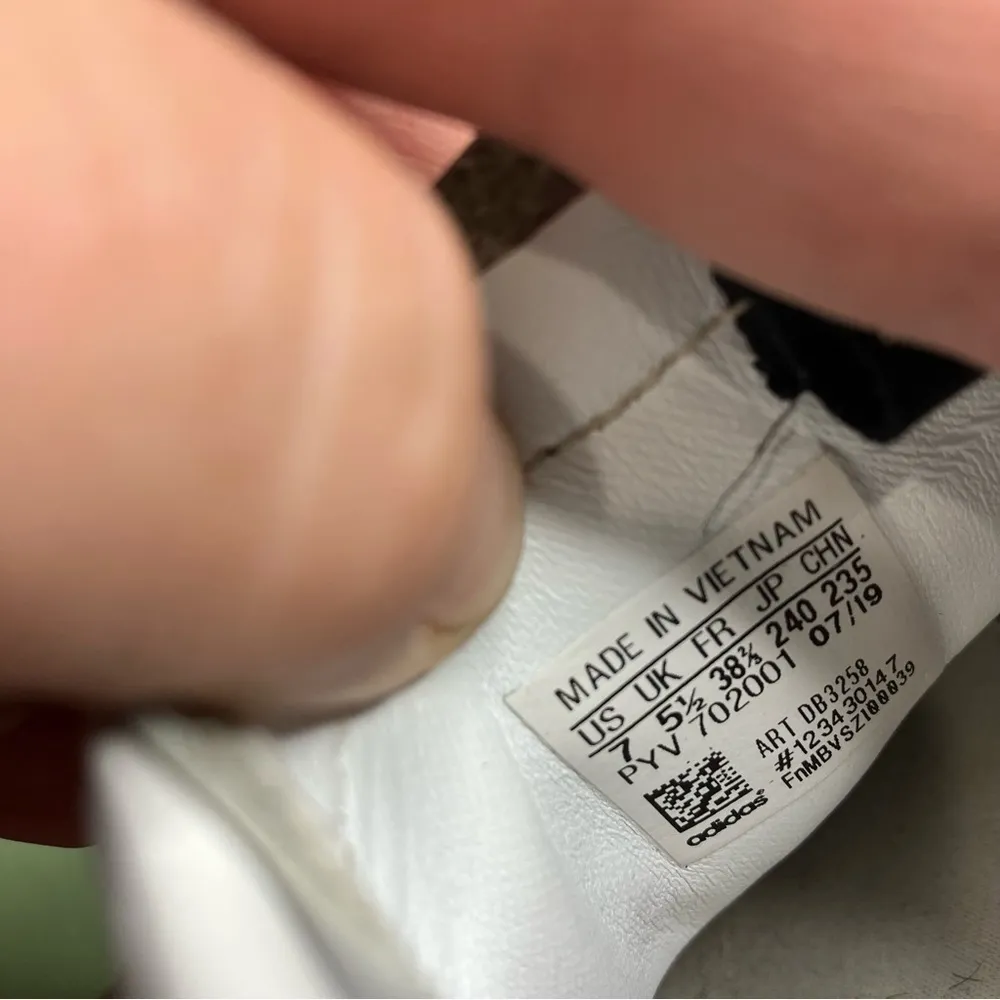 MADE IN VIETNAM
US UK FR JP CHN
7 5½ 38⅔ 240 235
PYV 702001 07/19
ART DB3258
#123430147
FnMBVSZ100039
adidas